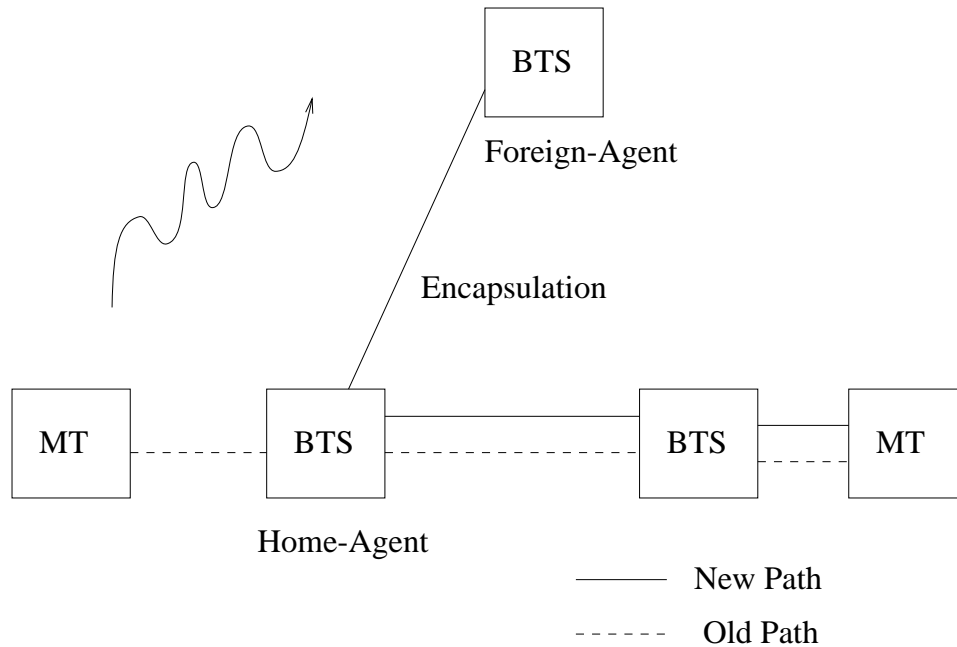 BTS
Foreign-Agent
Encapsulation
MT
BTS
BTS
MT
Home-Agent
New Path
Old Path